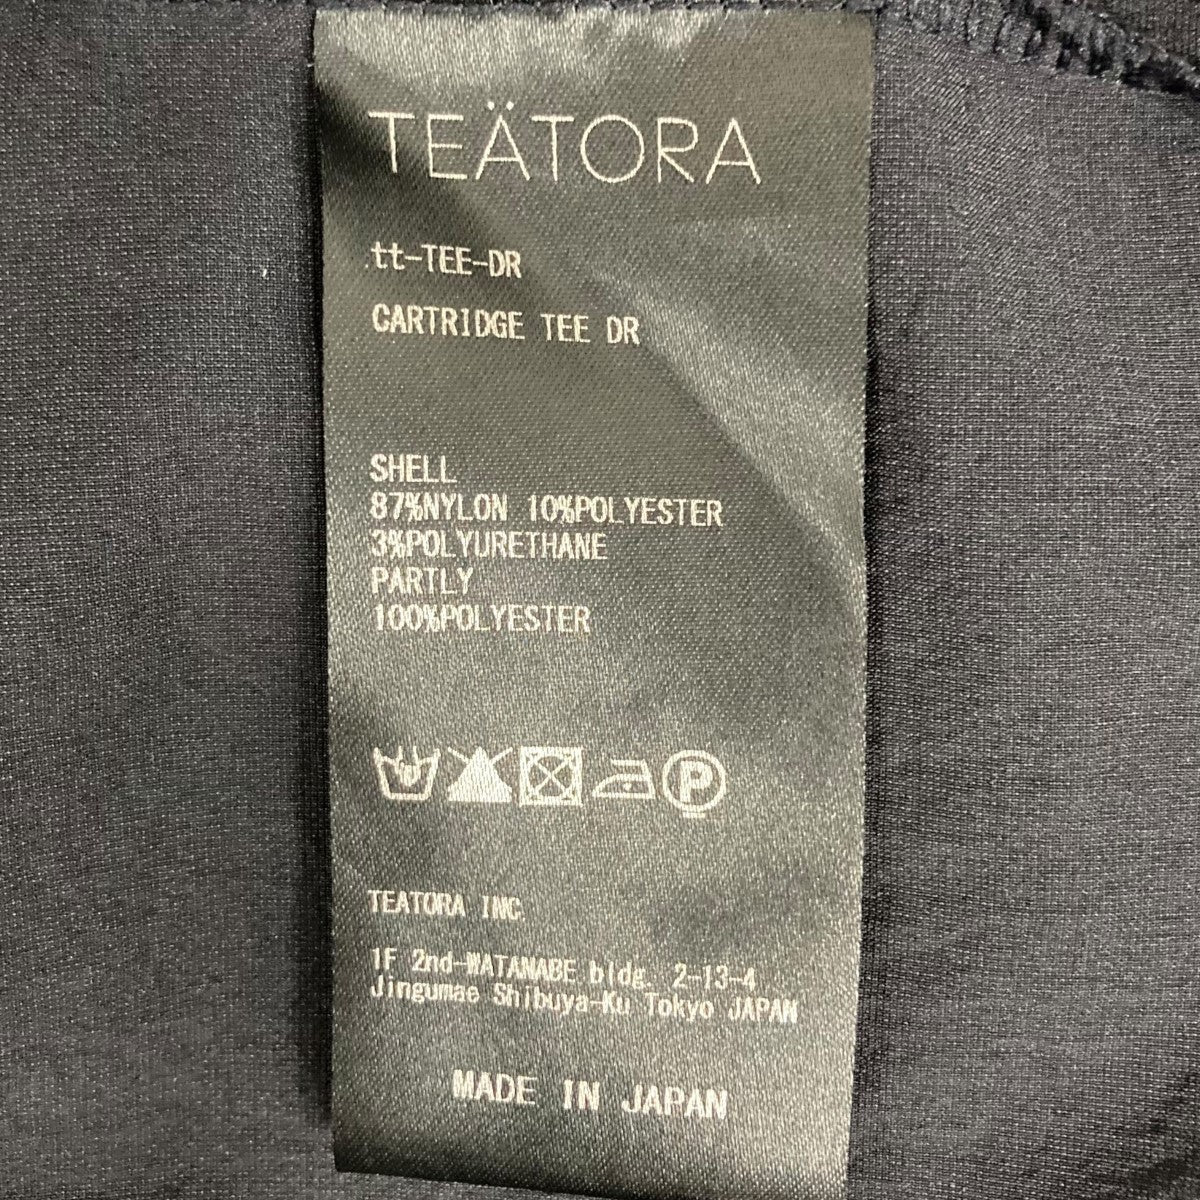 TEÄTORA
tt-TEE-DR
CARTRIDGE TEE DR
SHELL
87%NYLON 10%POLYESTER
3%POLYURETHANE
PARTLY
100%POLYESTER
P
TEATORA INC
1F 2nd-WATANABE bldg. 2-13-4
Jingumae Shibuya-Ku Tokyo JAPAN
MADE IN JAPAN